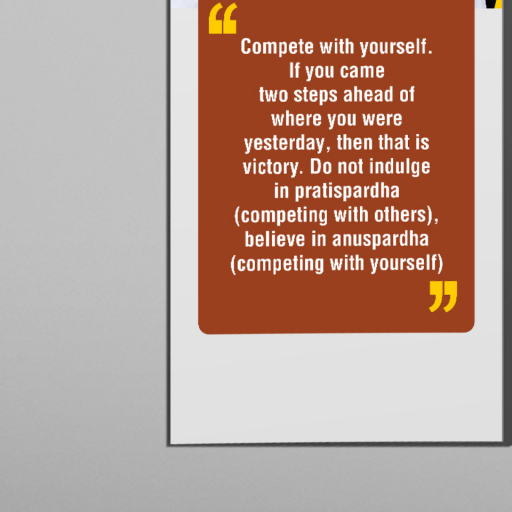 Compete with yourself.
If you came
two steps ahead of
where you were
yesterday, then that is
victory. Do not indulge
in pratispardha
(competing with others),
believe in anuspardha
(competing with yourself)